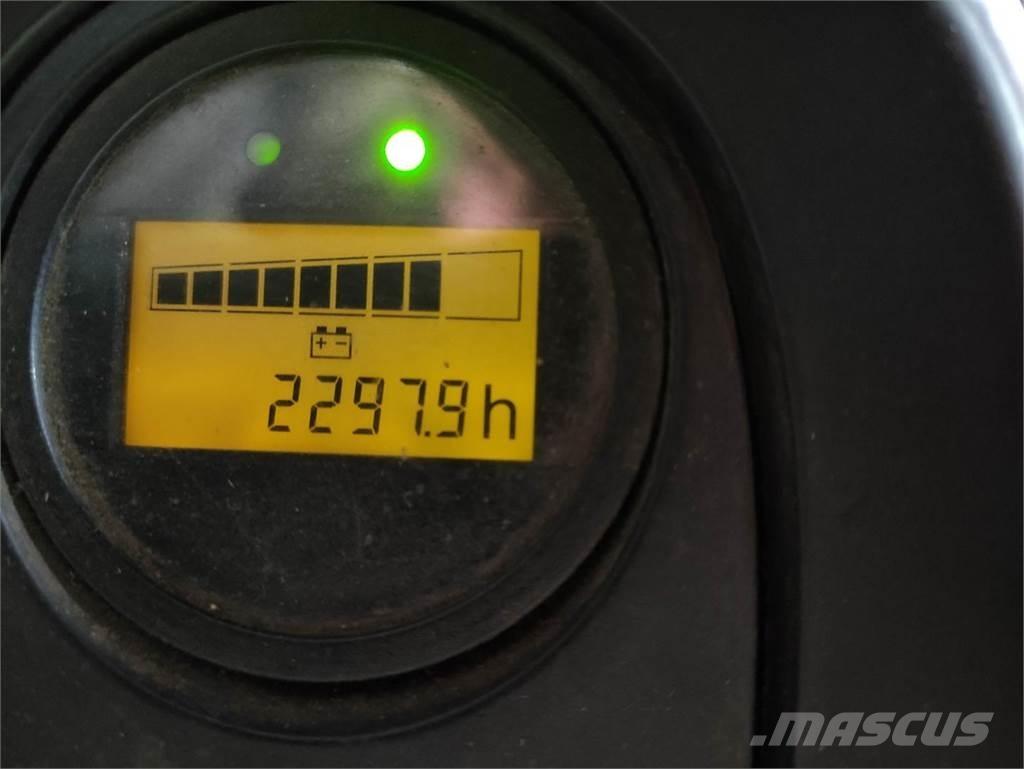 + -
2297.9h
.MASCUS